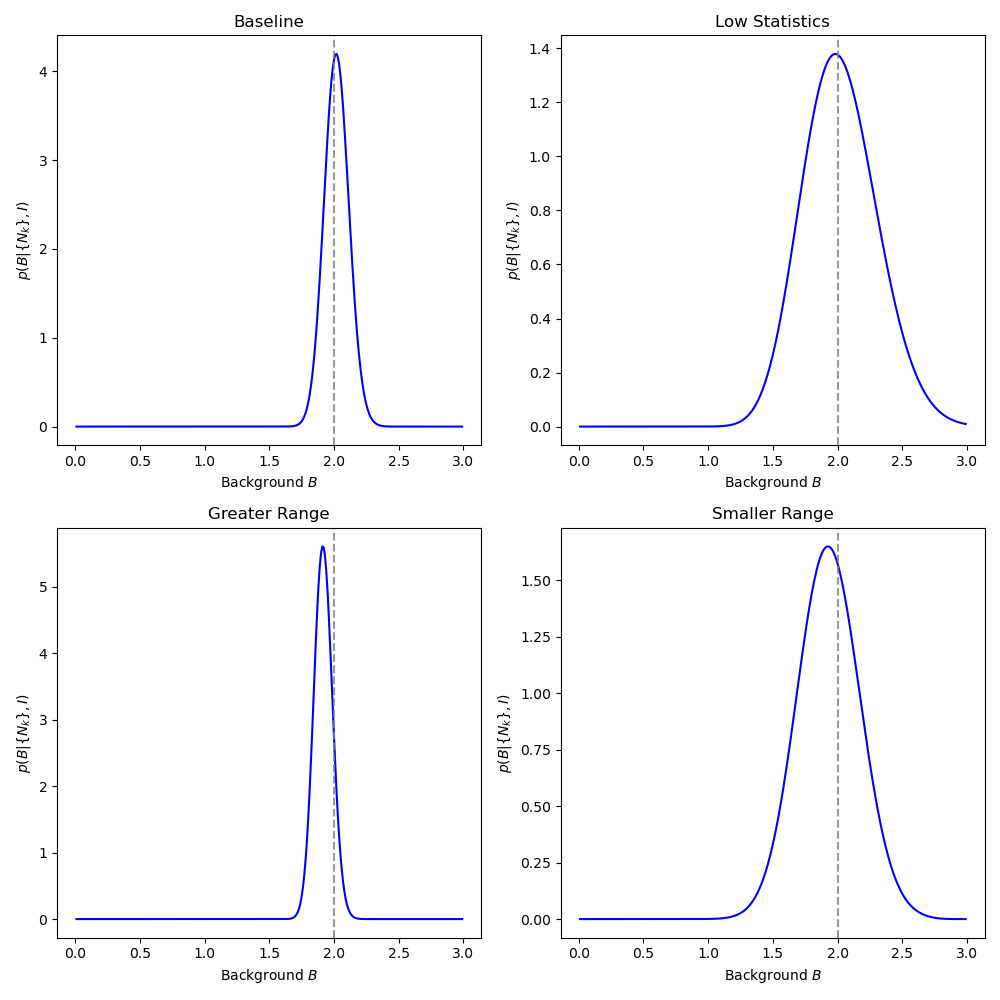 Baseline
p(B|{N_k}, I)
4
3
2
1
0
0.0 0.5 1.0 1.5 2.0 2.5 3.0
Background B
Low Statistics
p(B|{N_k}, I)
1.4
1.2
1.0
0.8
0.6
0.4
0.2
0.0
0.0 0.5 1.0 1.5 2.0 2.5 3.0
Background B
Greater Range
p(B|{N_k}, I)
5
4
3
2
1
0
0.0 0.5 1.0 1.5 2.0 2.5 3.0
Background B
Smaller Range
p(B|{N_k}, I)
1.50
1.25
1.00
0.75
0.50
0.25
0.00
0.0 0.5 1.0 1.5 2.0 2.5 3.0
Background B